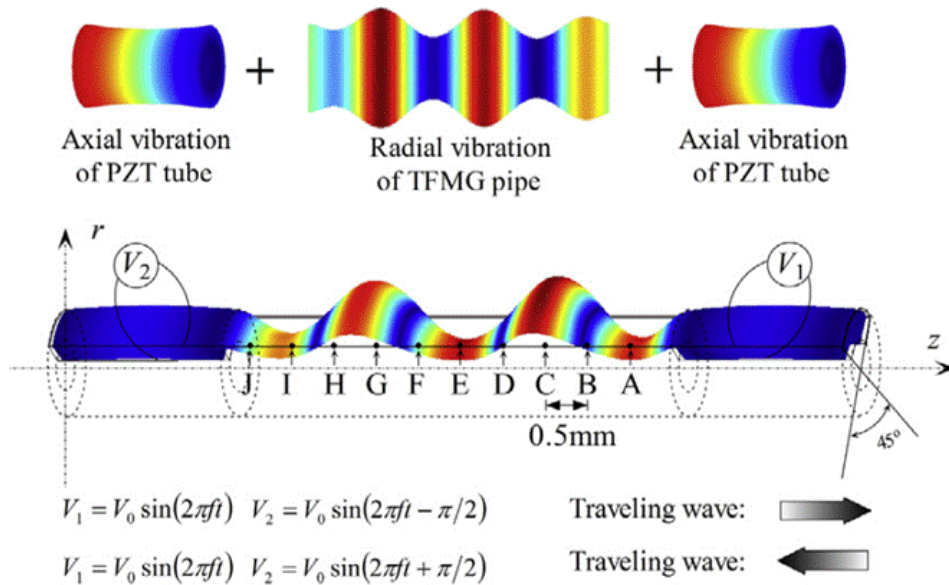 + +
Axial vibration
of PZT tube
Radial vibration
of TFMG pipe
Axial vibration
of PZT tube
r
V₂ V₁
z
J I H G F E D C B A
0.5mm
45°
V₁ = V₀ sin(2πft) V₂ = V₀ sin(2πft − π/2) Traveling wave:
V₁ = V₀ sin(2πft) V₂ = V₀ sin(2πft + π/2) Traveling wave: